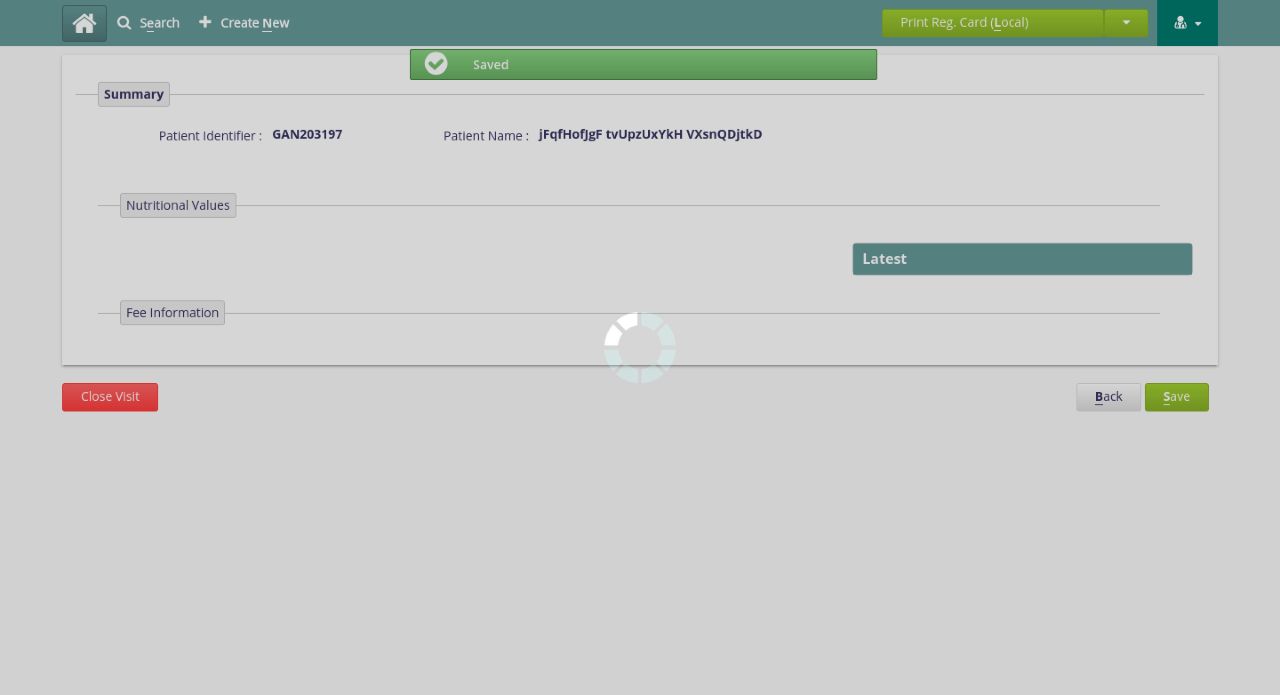 Search
Create New
Print Reg. Card (Local)
Saved
Summary
Patient Identifier : GAN203197 Patient Name : jFqfHofJgF tvUpzUxYkH VXsnQDjtkD
Nutritional Values
Latest
Fee Information
Close Visit
Back
Save